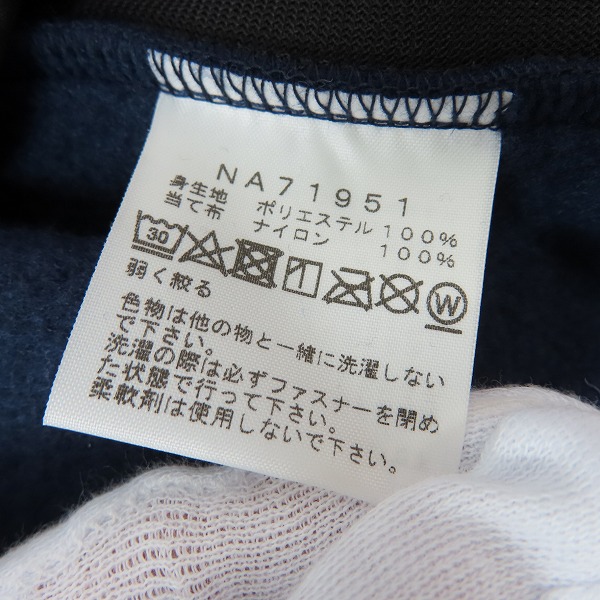 NA71951
身生地 ポリエステル 100%
当て布 ナイロン 100%
30 W
弱く絞る
色物は他の物と一緒に洗濯しない
で下さい。
洗濯の際は必ずファスナーを閉め
た状態で行って下さい。
柔軟剤は使用しないで下さい。